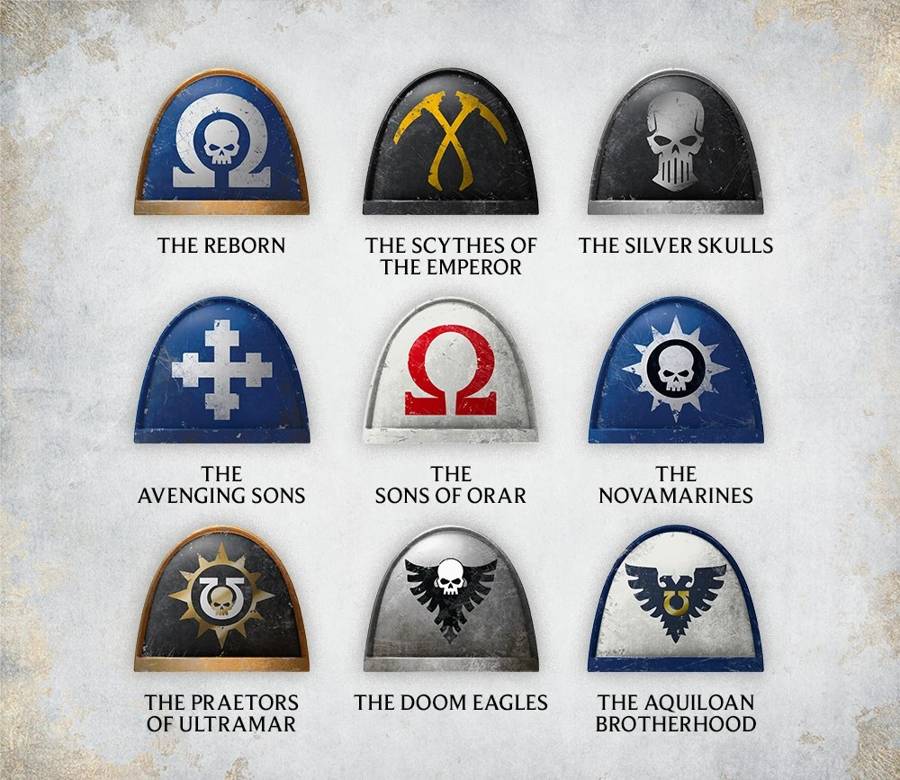 THE REBORN
THE SCYTHES OF
THE EMPEROR
THE SILVER SKULLS
THE
AVENGING SONS
THE
SONS OF ORAR
THE
NOVAMARINES
THE PRAETORS
OF ULTRAMAR
THE DOOM EAGLES
THE AQUILOAN
BROTHERHOOD